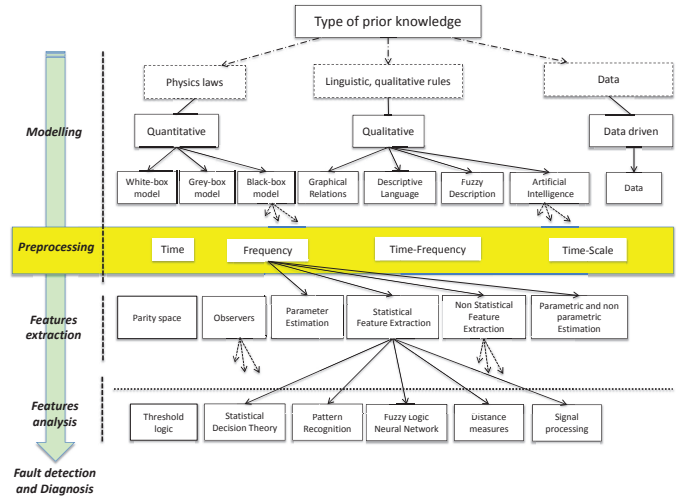 Type of prior knowledge
Physics laws
Linguistic, qualitative rules
Data
Modelling
Quantitative
Qualitative
Data driven
White-box
model
Grey-box
model
Black-box
model
Graphical
Relations
Descriptive
Language
Fuzzy
Description
Artificial
Intelligence
Data
Preprocessing
Time
Frequency
Time-Frequency
Time-Scale
Features
extraction
Parity space
Observers
Parameter
Estimation
Statistical
Feature Extraction
Non Statistical
Feature
Extraction
Parametric and non
parametric
Estimation
Features
analysis
Threshold
logic
Statistical
Decision Theory
Pattern
Recognition
Fuzzy Logic
Neural Network
Distance
measures
Signal
processing
Fault detection
and Diagnosis